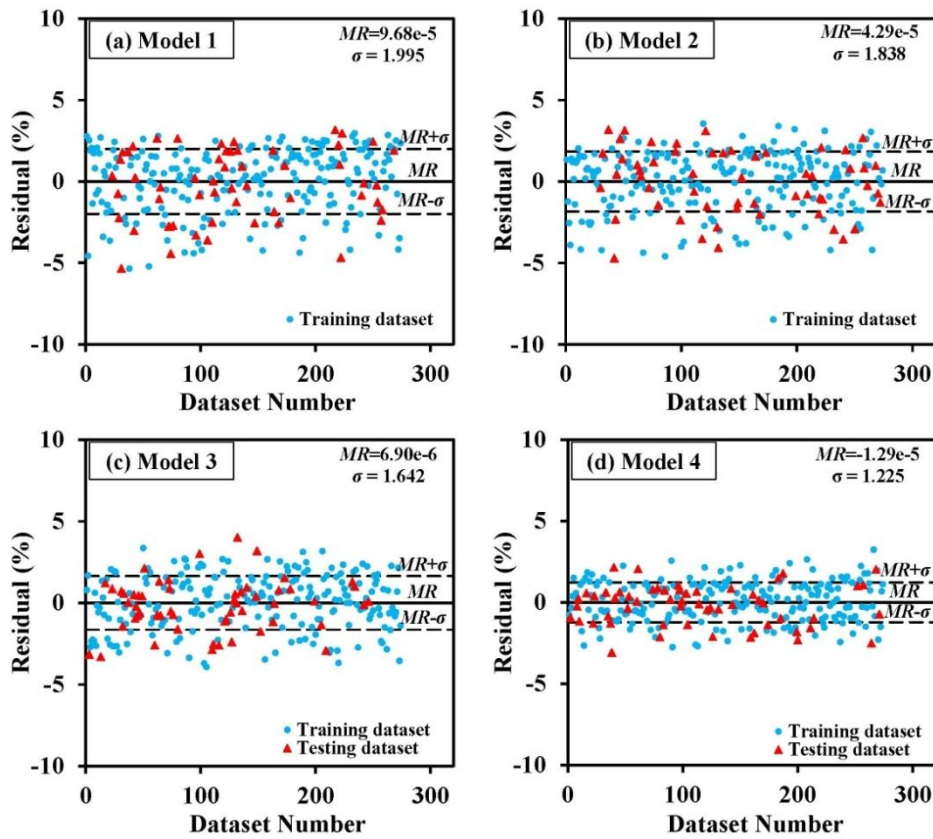 10
(a) Model 1
MR=9.68e-5
σ = 1.995
5
MR+σ
Residual (%)
0
MR
MR-σ
-5
Training dataset
-10
0
100
200
300
Dataset Number
10
(b) Model 2
MR=4.29e-5
σ = 1.838
5
MR+σ
Residual (%)
0
MR
MR-σ
-5
Training dataset
-10
0
100
200
300
Dataset Number
10
(c) Model 3
MR=6.90e-6
σ = 1.642
5
MR+σ
Residual (%)
0
MR
MR-σ
-5
Training dataset
Testing dataset
-10
0
100
200
300
Dataset Number
10
(d) Model 4
MR=-1.29e-5
σ = 1.225
5
MR+σ
Residual (%)
0
MR
MR-σ
-5
Training dataset
Testing dataset
-10
0
100
200
300
Dataset Number